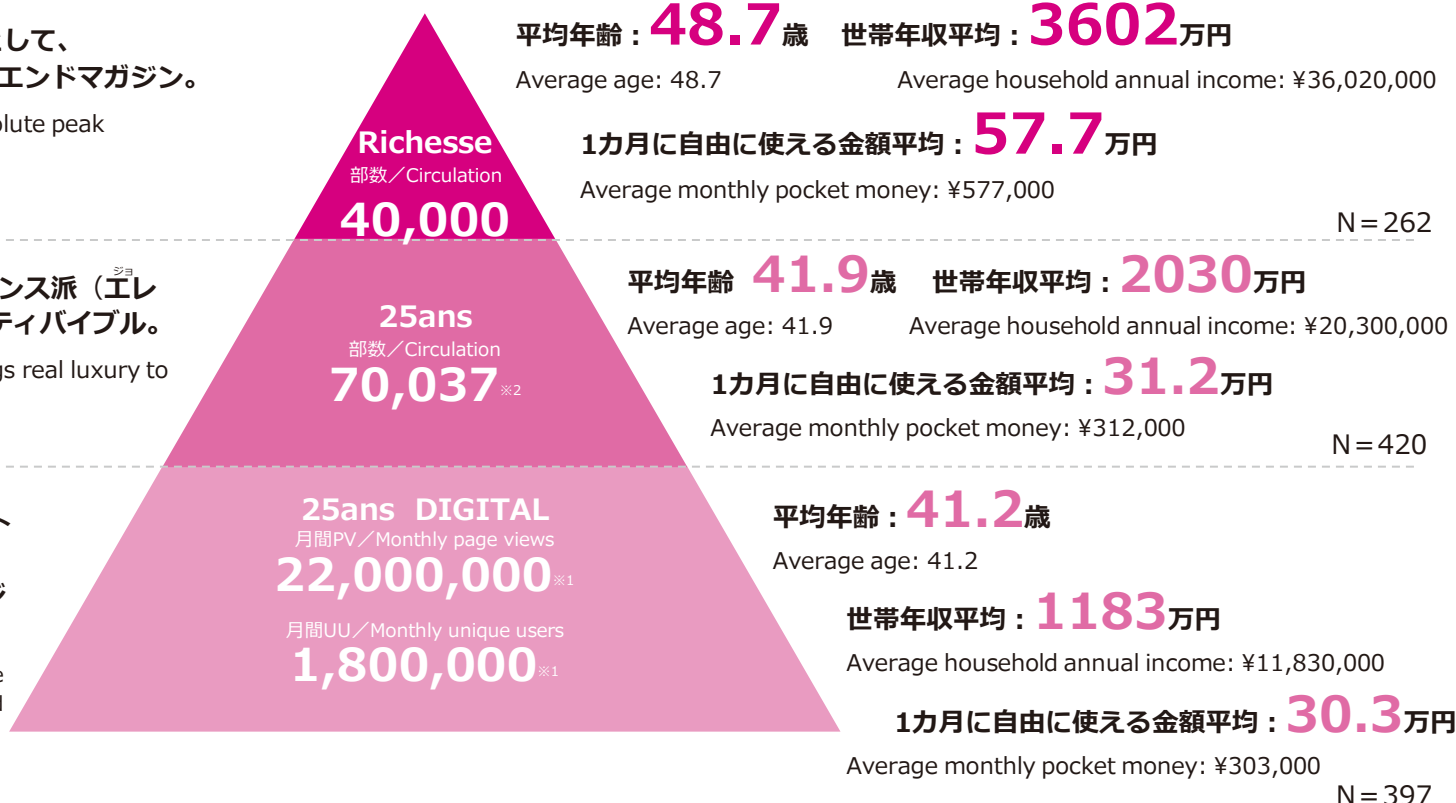 して、
エンドマガジン。
olute peak
Richesse
部数／Circulation
40,000
平均年齢：48.7歳　世帯年収平均：3602万円
Average age: 48.7　Average household annual income: ¥36,020,000
1カ月に自由に使える金額平均：57.7万円
Average monthly pocket money: ¥577,000
N＝262
ジョ
ンス派（エレ
ティバイブル。
gs real luxury to
25ans
部数／Circulation
70,037※2
平均年齢 41.9歳　世帯年収平均：2030万円
Average age: 41.9　Average household annual income: ¥20,300,000
1カ月に自由に使える金額平均：31.2万円
Average monthly pocket money: ¥312,000
N＝420
25ans DIGITAL
月間PV／Monthly page views
22,000,000※1
月間UU／Monthly unique users
1,800,000※1
平均年齢：41.2歳
Average age: 41.2
世帯年収平均：1183万円
Average household annual income: ¥11,830,000
1カ月に自由に使える金額平均：30.3万円
Average monthly pocket money: ¥303,000
N＝397